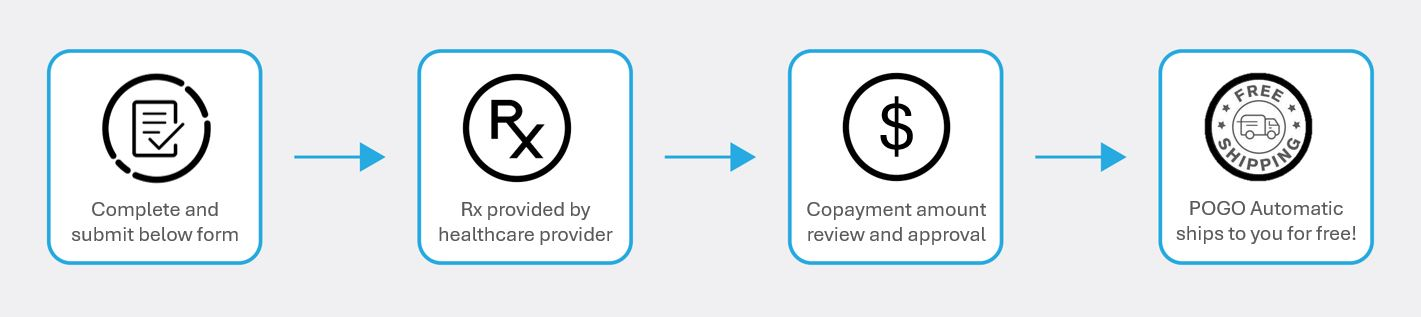 Complete and
submit below form
Rx
Rx provided by
healthcare provider
$
Copayment amount
review and approval
FREE
SHIPPING
POGO Automatic
ships to you for free!